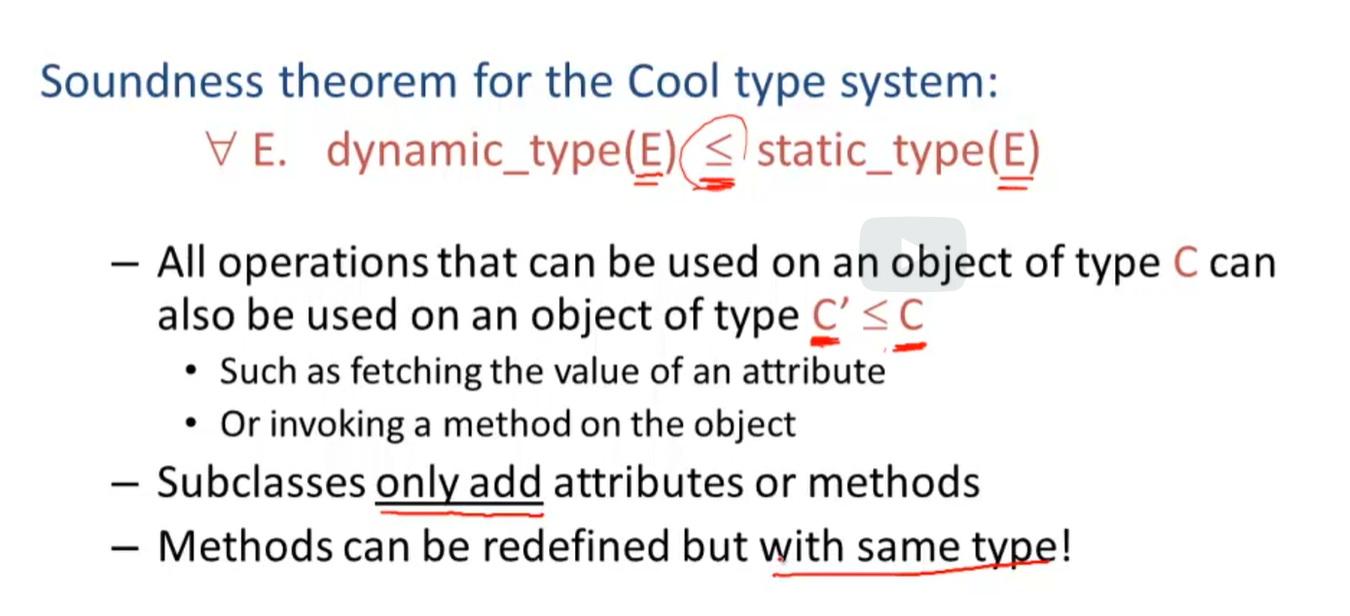 Soundness theorem for the Cool type system:
∀ E. dynamic_type(E) ≤ static_type(E)
– All operations that can be used on an object of type C can
also be used on an object of type C' ≤ C
• Such as fetching the value of an attribute
• Or invoking a method on the object
– Subclasses only add attributes or methods
– Methods can be redefined but with same type!